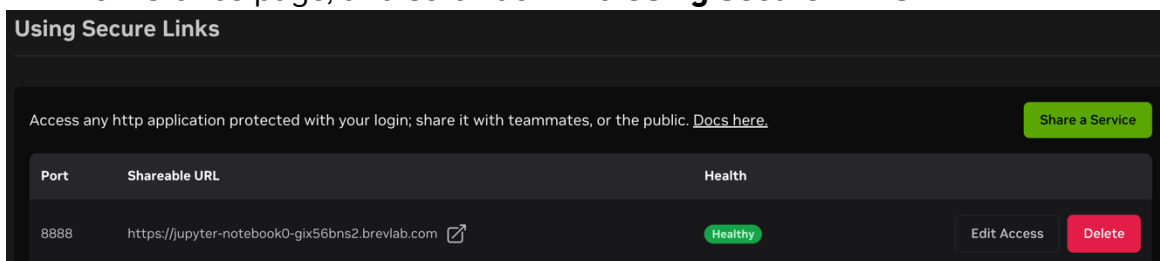 Using Secure Links
Access any http application protected with your login; share it with teammates, or the public. Docs here.
Share a Service
Port Shareable URL Health
8888 https://jupyter-notebook0-gix56bns2.brevlab.com Healthy Edit Access Delete